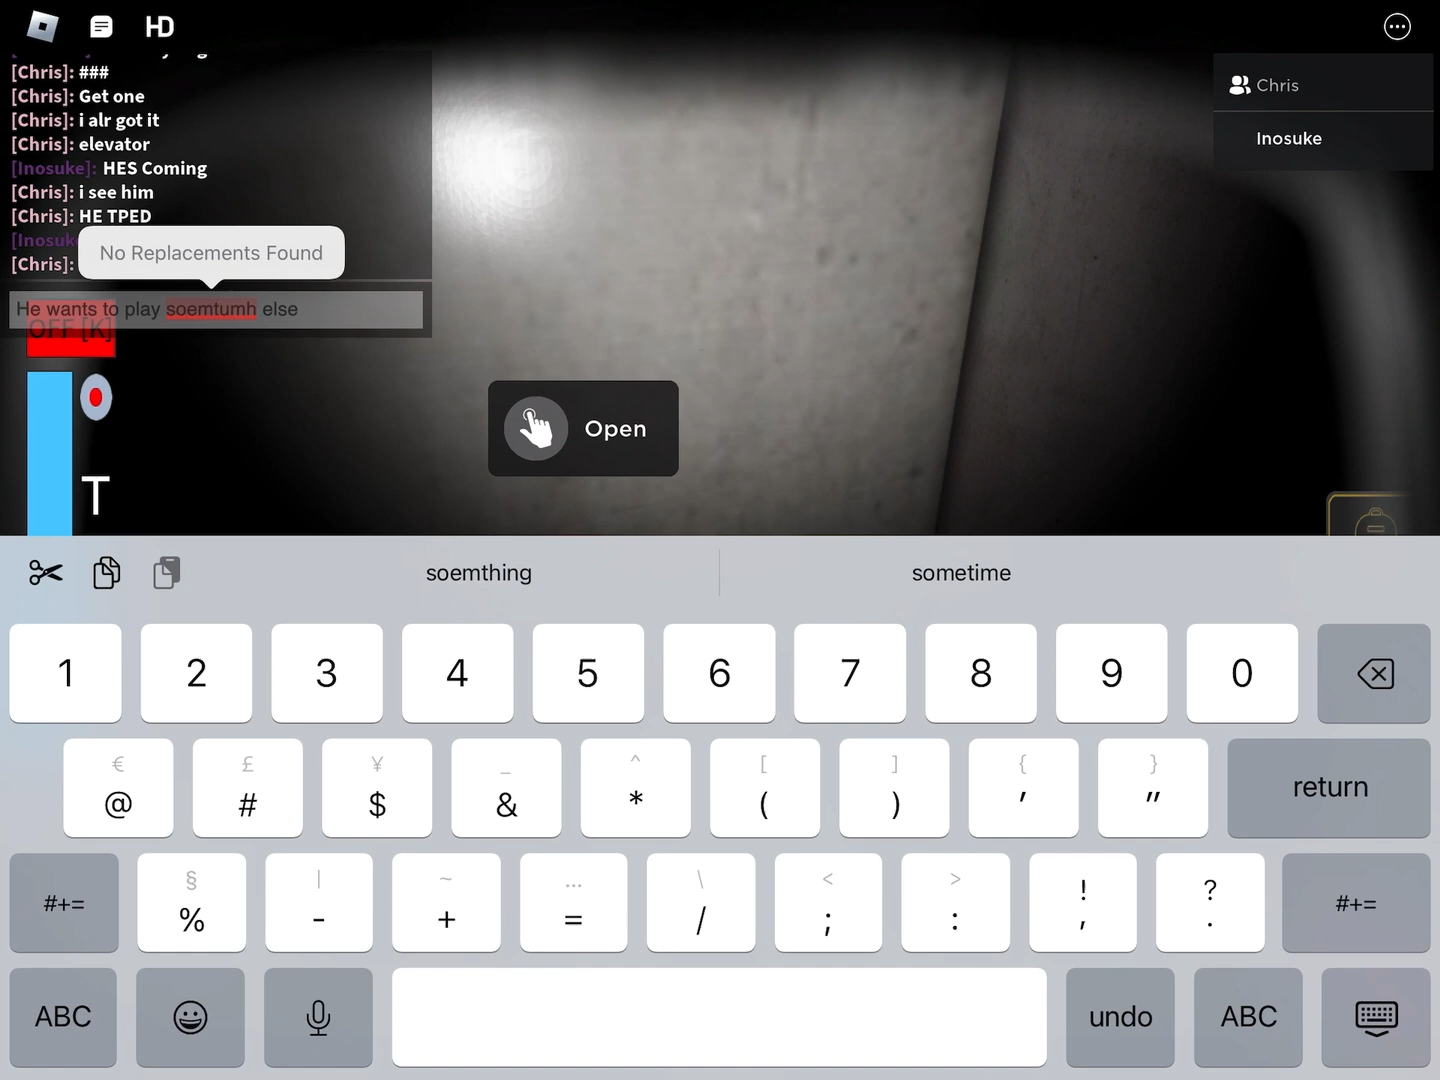 HD
[Chris]: ###
[Chris]: Get one
[Chris]: i alr got it
[Chris]: elevator
[Inosuke]: HES Coming
[Chris]: i see him
[Chris]: HE TPED
[Inosuk
[Chris]:
No Replacements Found
He wants to play soemtumh else
OFF [K]
T
Chris
Inosuke
Open
soemthing
sometime
1 2 3 4 5 6 7 8 9 0
€ £ ¥ _ ^ [ ] { }
@ # $ & * ( ) ' " return
§ | ~ … \ < > ! ?
#+= % - + = / ; : , . #+=
ABC undo ABC